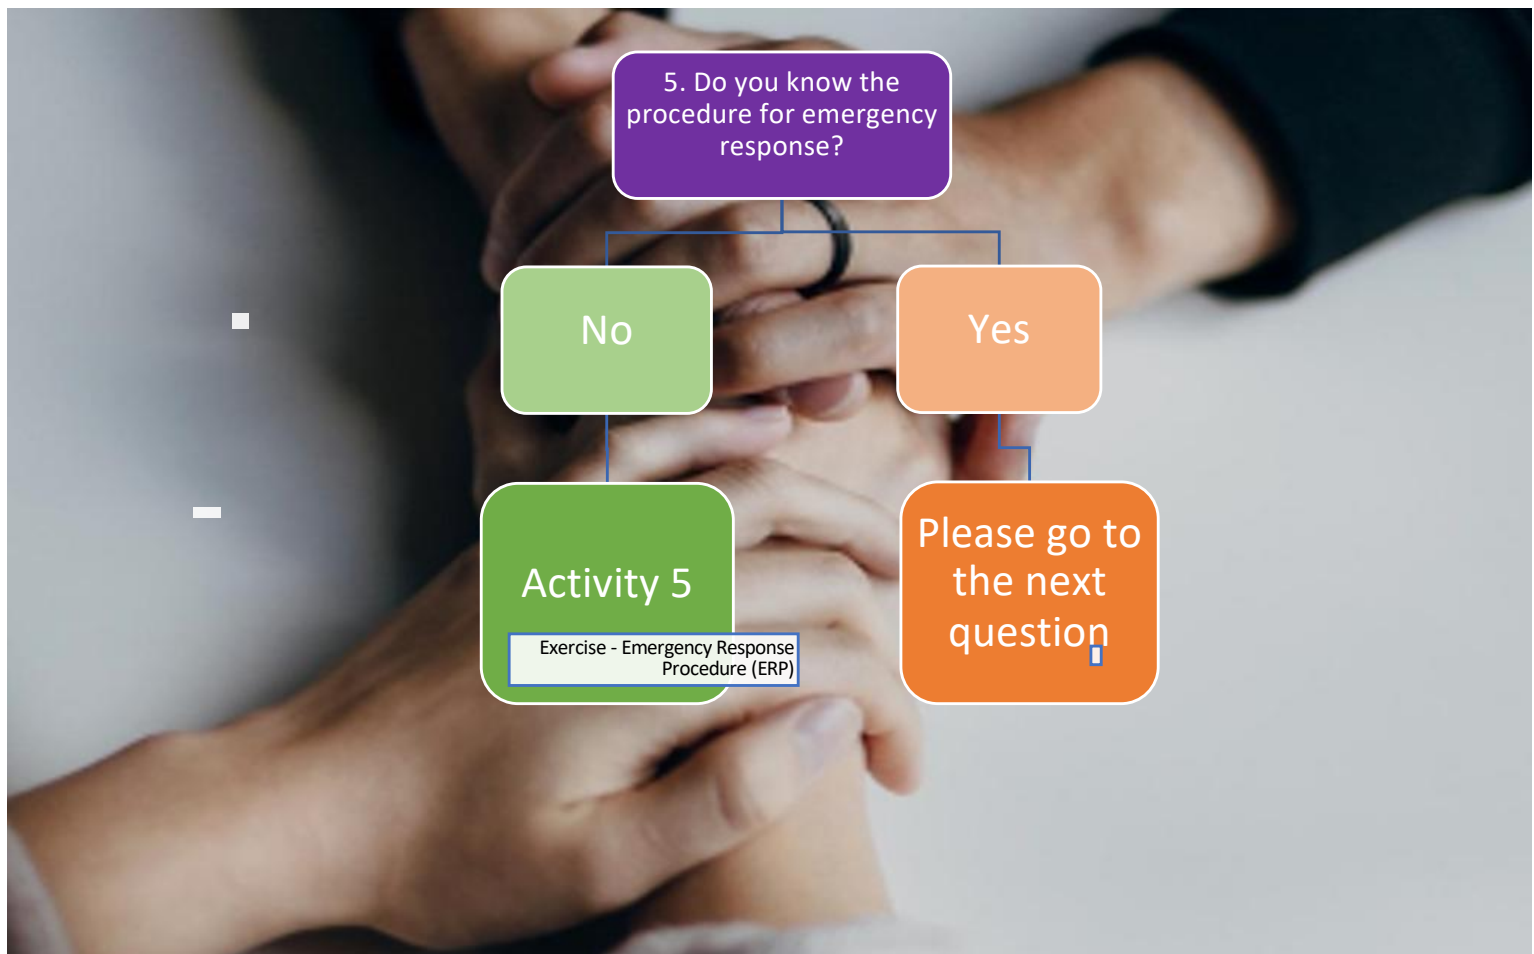 5. Do you know the
procedure for emergency
response?
No
Yes
Activity 5
Exercise - Emergency Response
Procedure (ERP)
Please go to
the next
question